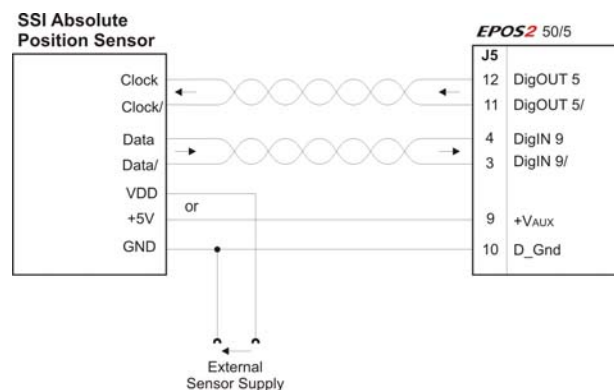 SSI Absolute
Position Sensor
EPOS2 50/5
J5
Clock
12 DigOUT 5
Clock/
11 DigOUT 5/
Data
4 DigIN 9
Data/
3 DigIN 9/
VDD
or
+5V
9 +VAUX
GND
10 D_Gnd
External
Sensor Supply